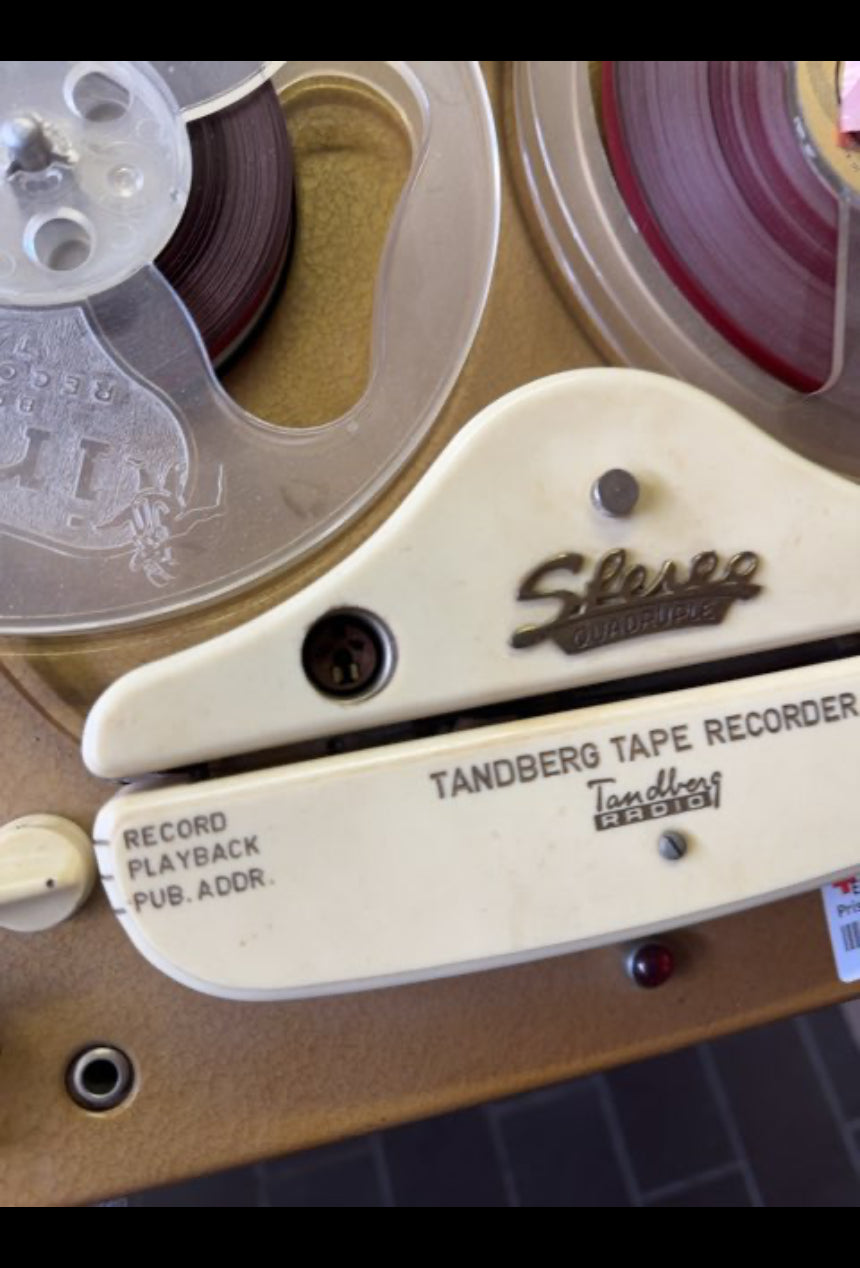 Stereo
QUADRUPLE
TANDBERG TAPE RECORDER
Tandberg
RADIO
RECORD
PLAYBACK
PUB. ADDR.